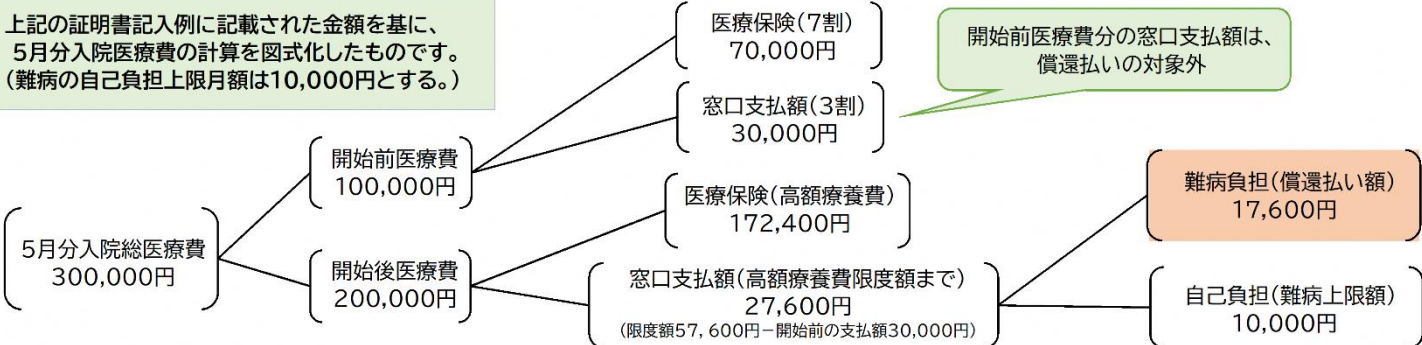 上記の証明書記入例に記載された金額を基に、
5月分入院医療費の計算を図式化したものです。
(難病の自己負担上限月額は10,000円とする。)
医療保険(7割)
70,000円
開始前医療費分の窓口支払額は、
償還払いの対象外
窓口支払額(3割)
30,000円
開始前医療費
100,000円
医療保険(高額療養費)
172,400円
難病負担(償還払い額)
17,600円
5月分入院総医療費
300,000円
開始後医療費
200,000円
窓口支払額(高額療養費限度額まで)
27,600円
(限度額57,600円-開始前の支払額30,000円)
自己負担(難病上限額)
10,000円